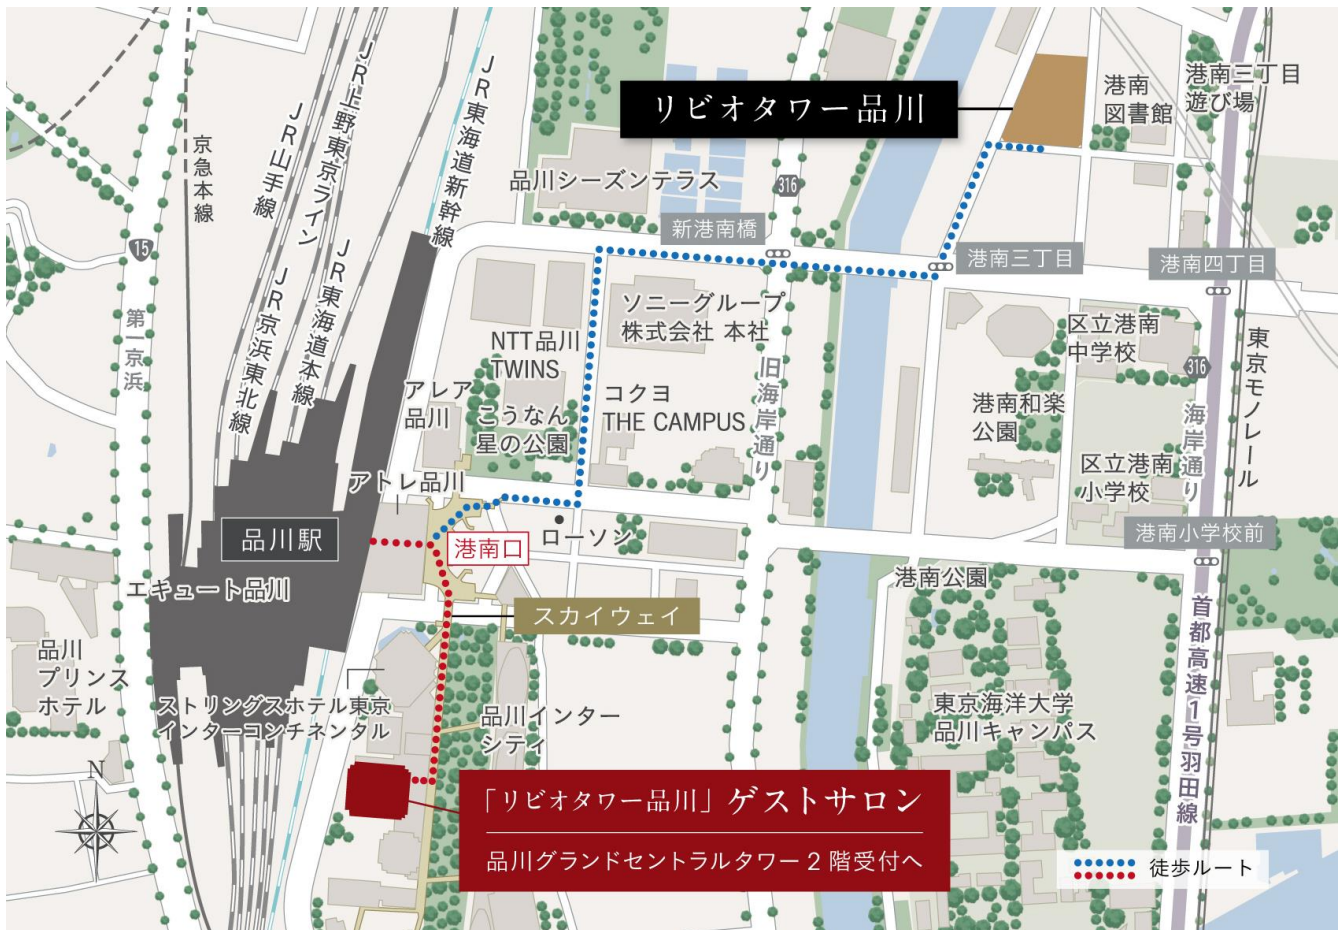 リビオタワー品川
港南
図書館
港南三丁目
遊び場
JR東海道新幹線
JR上野東京ライン
JR山手線
京急本線
JR東海道本線
JR京浜東北線
15
第一京浜
品川シーズンテラス
316
新港南橋
港南三丁目
港南四丁目
ソニーグループ
株式会社 本社
NTT品川
TWINS
区立港南
中学校
316
東京モノレール
アレア
品川
こうなん
星の公園
コクヨ
THE CAMPUS
旧海岸通り
港南和楽
公園
海岸通り
区立港南
小学校
アトレ品川
品川駅
港南口
ローソン
港南小学校前
エキュート品川
港南公園
スカイウェイ
首都高速1号羽田線
品川
プリンス
ホテル
ストリングスホテル東京
インターコンチネンタル
品川インター
シティ
東京海洋大学
品川キャンパス
N
「リビオタワー品川」ゲストサロン
品川グランドセントラルタワー2階受付へ
徒歩ルート